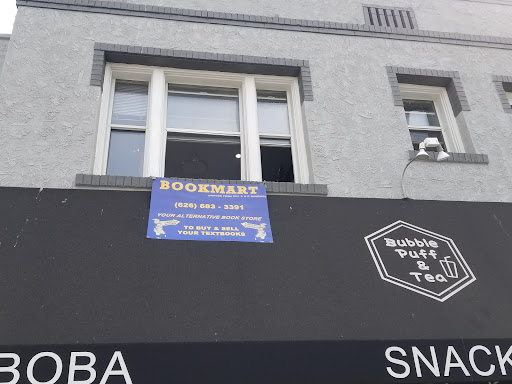 BOOKMART
(626) 683 - 3391
YOUR ALTERNATIVE BOOK STORE
TO BUY & SELL
YOUR TEXTBOOKS
Bubble
Puff
&
Tea
BOBA
SNACK